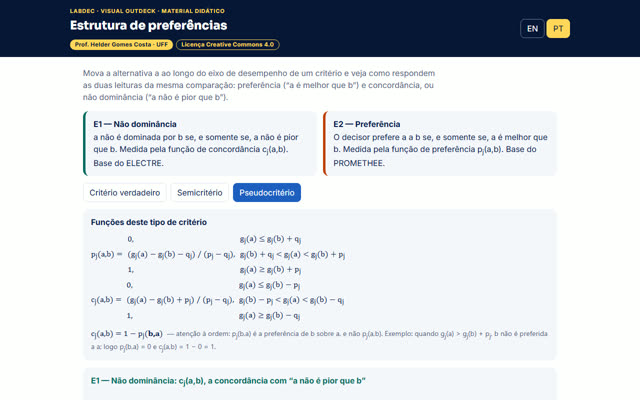 LABDEC · VISUAL OUTDECK · MATERIAL DIDÁTICO
Estrutura de preferências
Prof. Helder Gomes Costa · UFF
Licença Creative Commons 4.0
EN
PT
Mova a alternativa a ao longo do eixo de desempenho de um critério e veja como respondem
as duas leituras da mesma comparação: preferência (“a é melhor que b”) e concordância, ou
não dominância (“a não é pior que b”).
E1 — Não dominância
a não é dominada por b se, e somente se, a não é pior
que b. Medida pela função de concordância cj(a,b).
Base do ELECTRE.
E2 — Preferência
O decisor prefere a a b se, e somente se, a é melhor que
b. Medida pela função de preferência pj(a,b). Base do
PROMETHEE.
Critério verdadeiro
Semicritério
Pseudocritério
Funções deste tipo de critério
0, gj(a) ≤ gj(b) + qj
pj(a,b) = (gj(a) − gj(b) − qj) / (pj − qj), gj(b) + qj < gj(a) < gj(b) + pj
1, gj(a) ≥ gj(b) + pj
0, gj(a) ≤ gj(b) − pj
cj(a,b) = (gj(a) − gj(b) + pj) / (pj − qj), gj(b) − pj < gj(a) < gj(b) − qj
1, gj(a) ≥ gj(b) − qj
cj(a,b) = 1 − pj(b,a) — atenção à ordem: pj(b,a) é a preferência de b sobre a, e não pj(a,b). Exemplo: quando gj(a) > gj(b) + pj, b não é preferida
a a; logo pj(b,a) = 0 e cj(a,b) = 1 − 0 = 1.
E1 — Não dominância: cj(a,b), a concordância com “a não é pior que b”